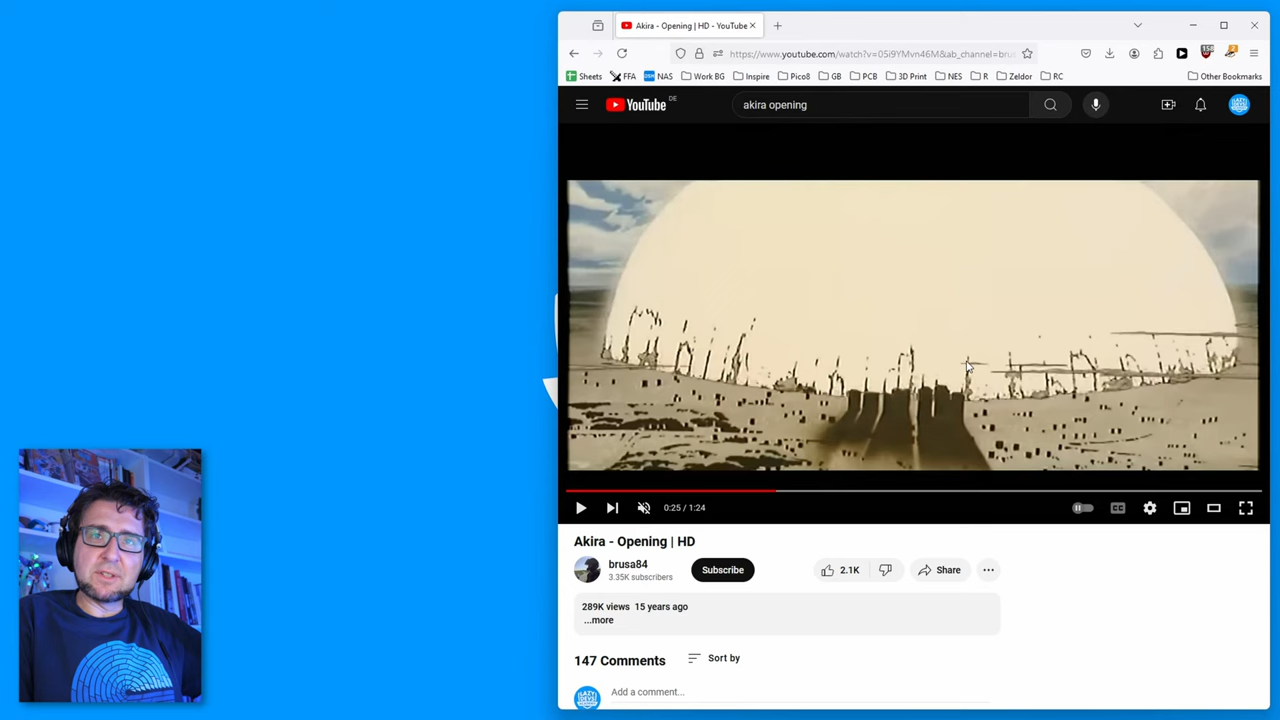 Akira - Opening | HD - YouTube
https://www.youtube.com/watch?v=05i9YMvn46M&ab_channel=brus
Sheets FFA NAS Work BG Inspire Pico8 GB PCB 3D Print NES R Zeldor RC Other Bookmarks
YouTube DE
akira opening
0:25 / 1:24
Akira - Opening | HD
brusa84
3.35K subscribers
Subscribe
2.1K
Share
289K views 15 years ago
...more
147 Comments
Sort by
Add a comment...